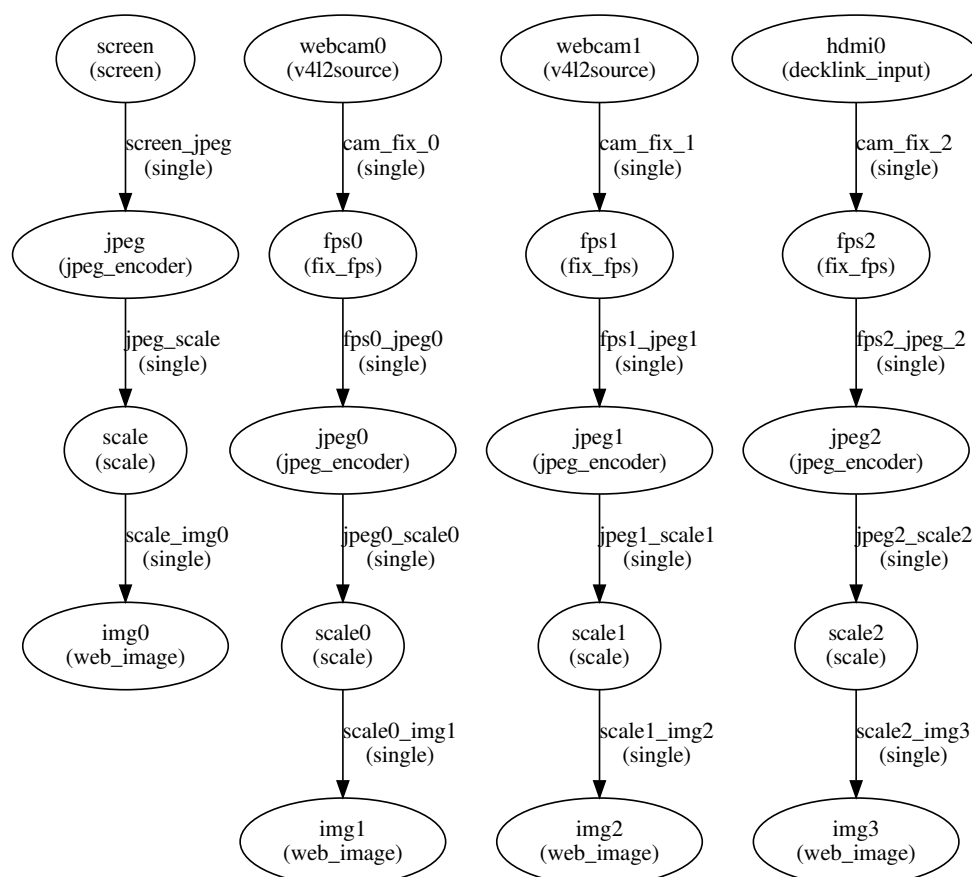 screen
(screen)
webcam0
(v4l2source)
webcam1
(v4l2source)
hdmi0
(decklink_input)
screen_jpeg
(single)
cam_fix_0
(single)
cam_fix_1
(single)
cam_fix_2
(single)
jpeg
(jpeg_encoder)
fps0
(fix_fps)
fps1
(fix_fps)
fps2
(fix_fps)
jpeg_scale
(single)
fps0_jpeg0
(single)
fps1_jpeg1
(single)
fps2_jpeg_2
(single)
scale
(scale)
jpeg0
(jpeg_encoder)
jpeg1
(jpeg_encoder)
jpeg2
(jpeg_encoder)
scale_img0
(single)
jpeg0_scale0
(single)
jpeg1_scale1
(single)
jpeg2_scale2
(single)
img0
(web_image)
scale0
(scale)
scale1
(scale)
scale2
(scale)
scale0_img1
(single)
scale1_img2
(single)
scale2_img3
(single)
img1
(web_image)
img2
(web_image)
img3
(web_image)